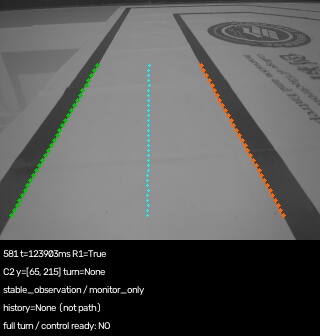 581 t=123903ms R1=True
C2 y=[65, 215] turn=None
stable_observation / monitor_only
history=None (not path)
full turn / control ready: NO